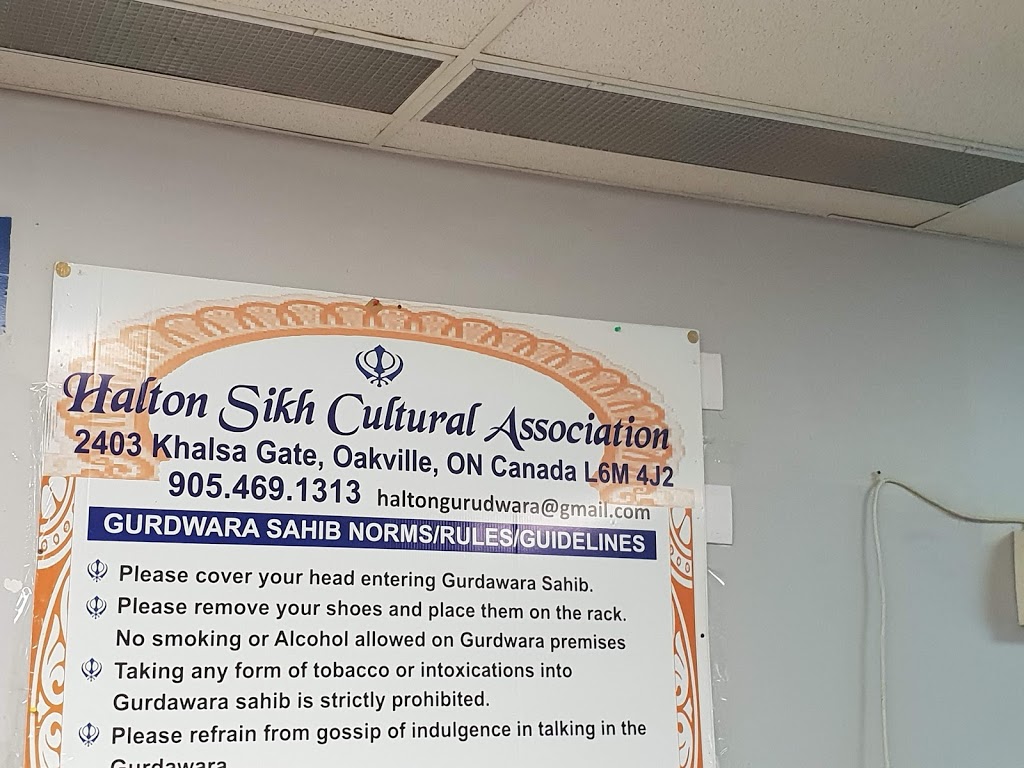 Halton Sikh Cultural Association
2403 Khalsa Gate, Oakville, ON Canada L6M 4J2
905.469.1313 haltongurudwara@gmail.com
GURDWARA SAHIB NORMS/RULES/GUIDELINES
Please cover your head entering Gurdawara Sahib.
Please remove your shoes and place them on the rack.
No smoking or Alcohol allowed on Gurdwara premises
Taking any form of tobacco or intoxications into
Gurdawara sahib is strictly prohibited.
Please refrain from gossip of indulgence in talking in the
Gurdawara